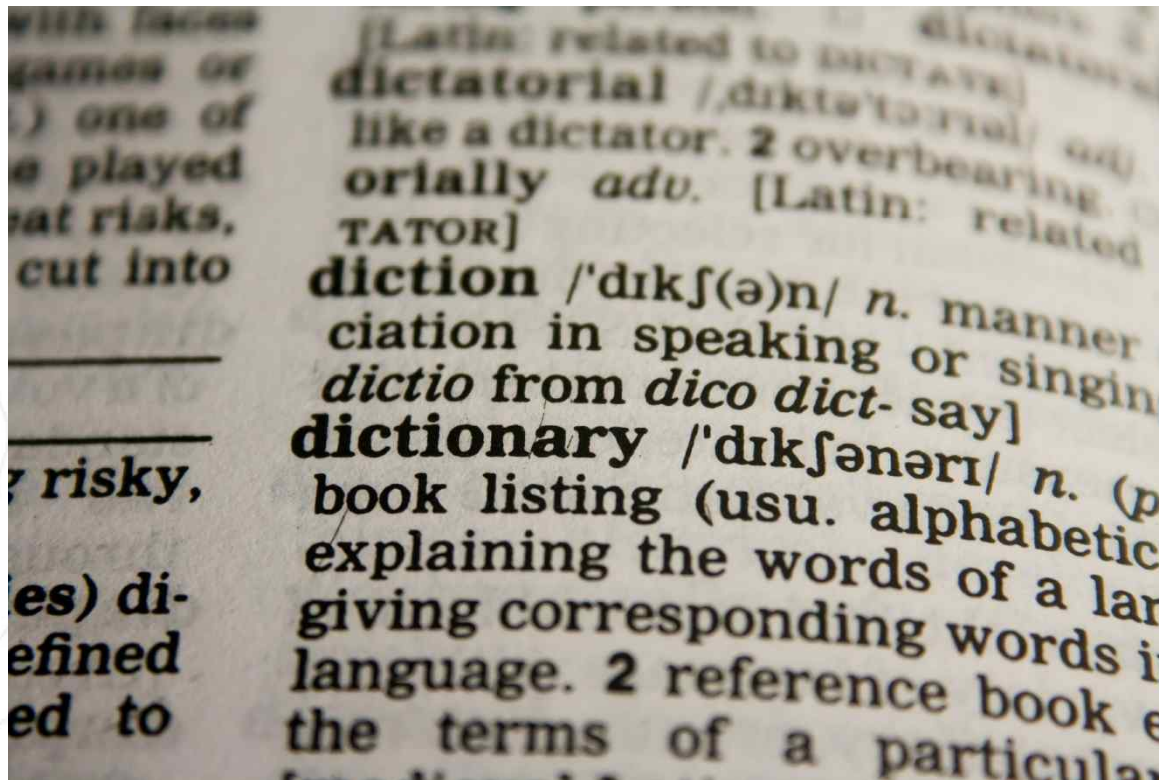 with faces
games or
.) one of
e played
eat risks,
cut into
risky,
es) di-
efined
ed to
[Latin: related to DICTATE]
dictatorial /ˌdɪktəˈtɔːrɪəl/ adj.
like a dictator. 2 overbearing.
orially adv. [Latin: related
TATOR]
diction /ˈdɪkʃ(ə)n/ n. manner
ciation in speaking or singin
dictio from dico dict- say]
dictionary /ˈdɪkʃənərɪ/ n. (p
book listing (usu. alphabetic
explaining the words of a lan
giving corresponding words i
language. 2 reference book e
the terms of a particula